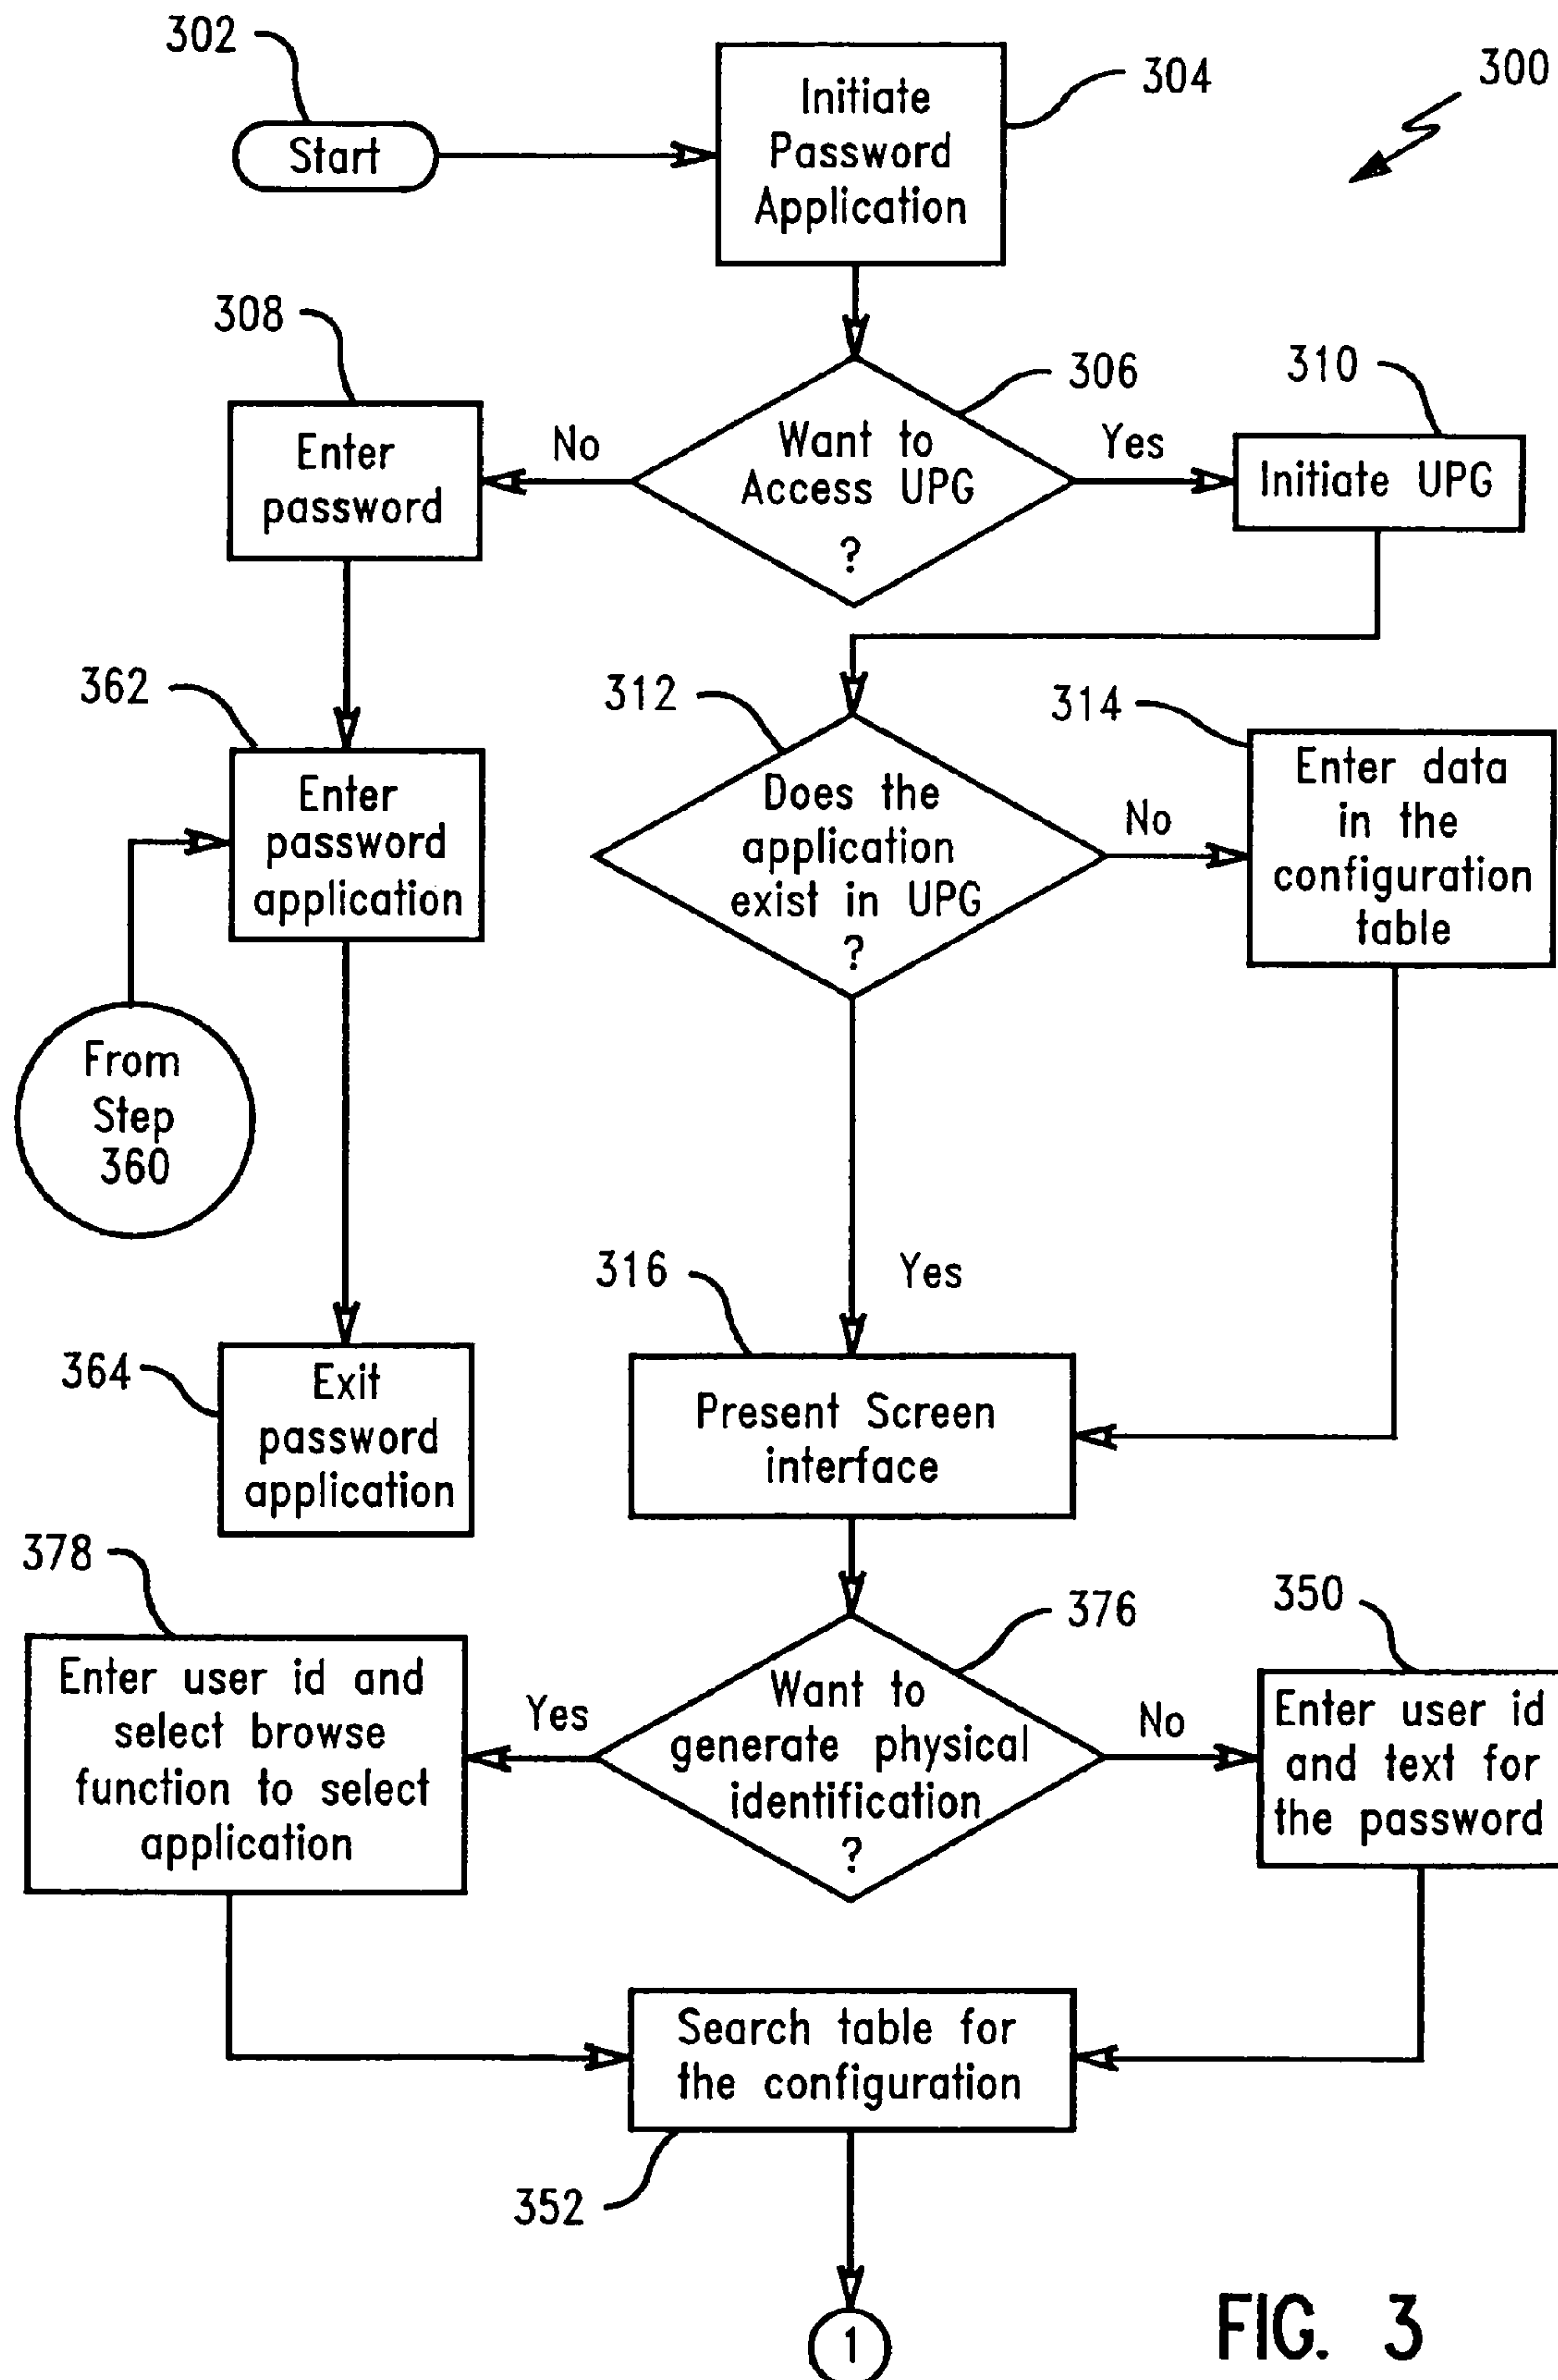 302
Start
Initiate
Password
Application
304
300
308
Enter
password
No
Want to
Access UPG
?
306
Yes
310
Initiate UPG
362
Enter
password
application
312
Does the
application
exist in UPG
?
No
314
Enter data
in the
configuration
table
From
Step
360
Yes
316
Present Screen
interface
364
Exit
password
application
378
Enter user id and
select browse
function to select
application
Yes
Want to
generate physical
identification
?
376
No
350
Enter user id
and text for
the password
Search table for
the configuration
352
1
FIG. 3